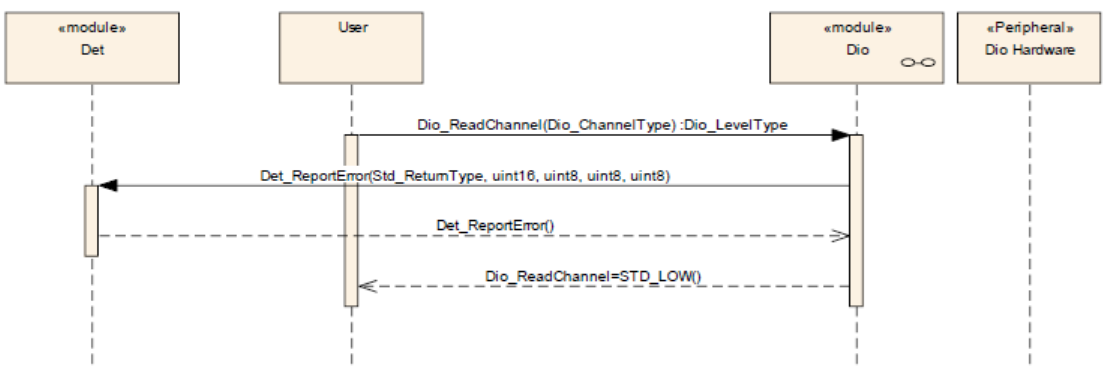 «module»
Det
User
«module»
Dio
«Peripheral»
Dio Hardware
Dio_ReadChannel(Dio_ChannelType) :Dio_LevelType
Det_ReportError(Std_ReturnType, uint16, uint8, uint8, uint8)
Det_ReportError()
Dio_ReadChannel=STD_LOW()